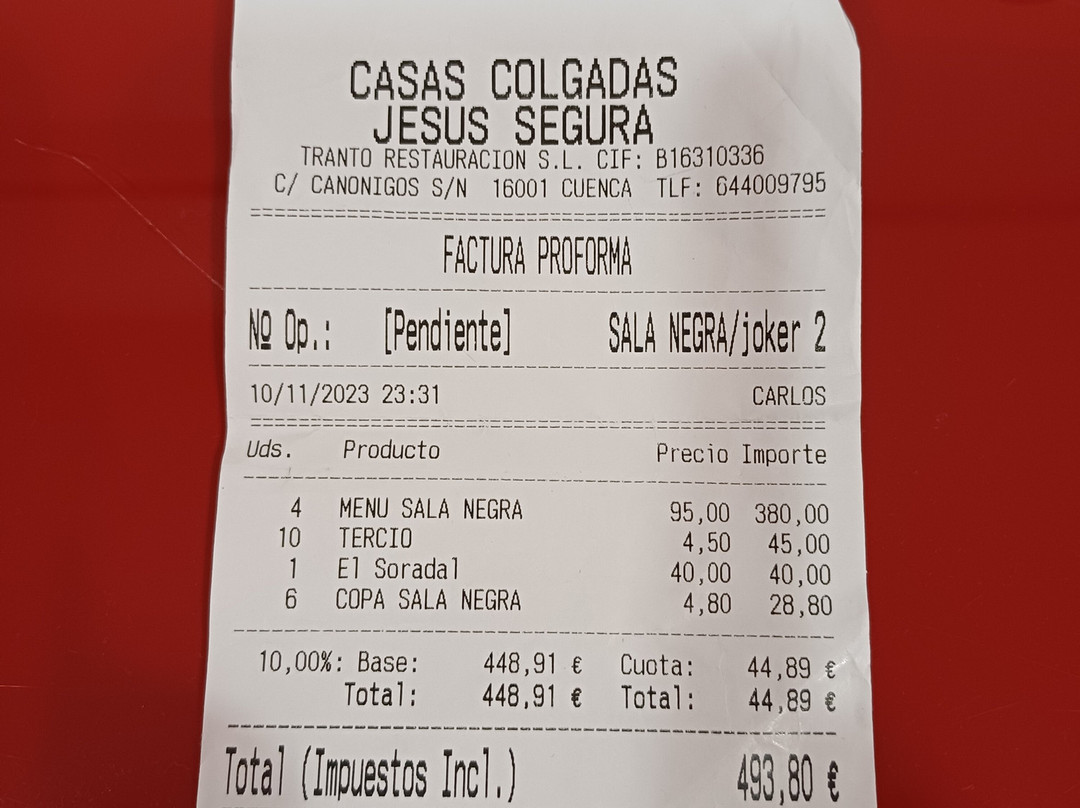 CASAS COLGADAS
JESUS SEGURA
TRANTO RESTAURACION S.L. CIF: B16310336
C/ CANONIGOS S/N 16001 CUENCA TLF: 644009795
FACTURA PROFORMA
Nº Op.: [Pendiente] SALA NEGRA/joker 2
10/11/2023 23:31 CARLOS
Uds. Producto Precio Importe
4 MENU SALA NEGRA 95,00 380,00
10 TERCIO 4,50 45,00
1 El Soradal 40,00 40,00
6 COPA SALA NEGRA 4,80 28,80
10,00%: Base: 448,91 € Cuota: 44,89 €
Total: 448,91 € Total: 44,89 €
Total (Impuestos Incl.) 493,80 €